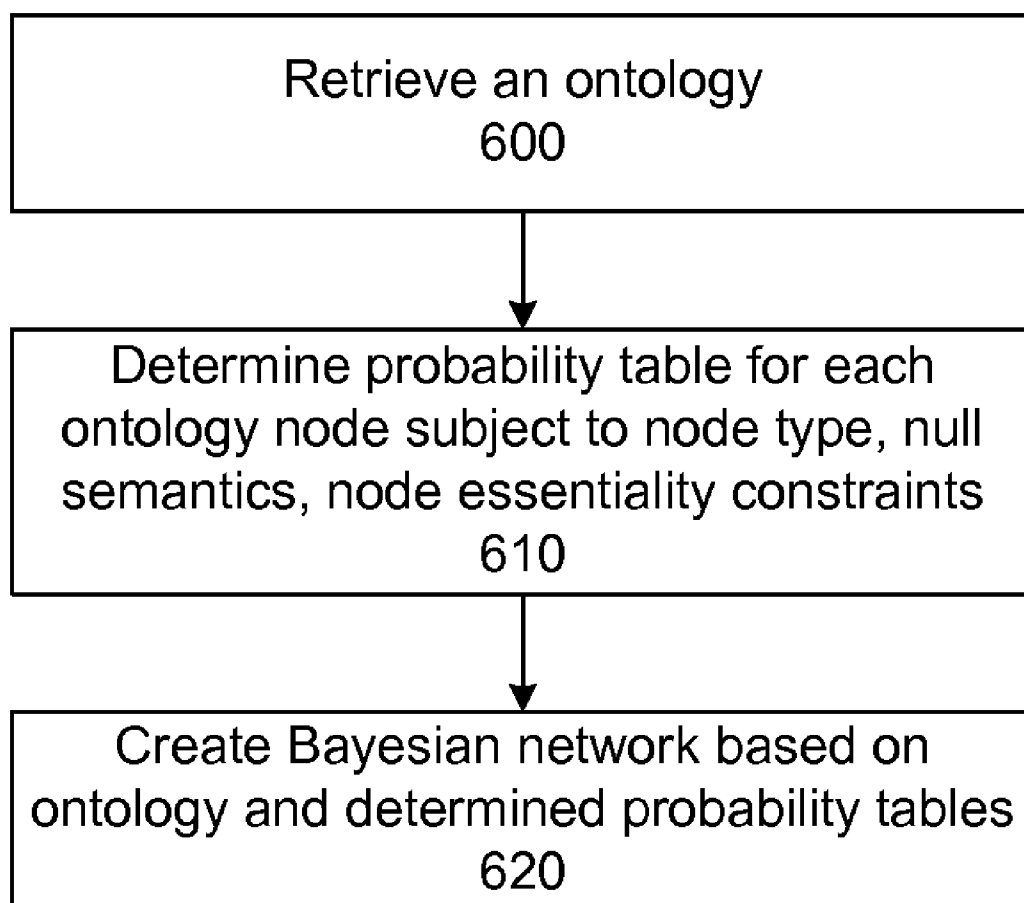 Retrieve an ontology
600
Determine probability table for each
ontology node subject to node type, null
semantics, node essentiality constraints
610
Create Bayesian network based on
ontology and determined probability tables
620